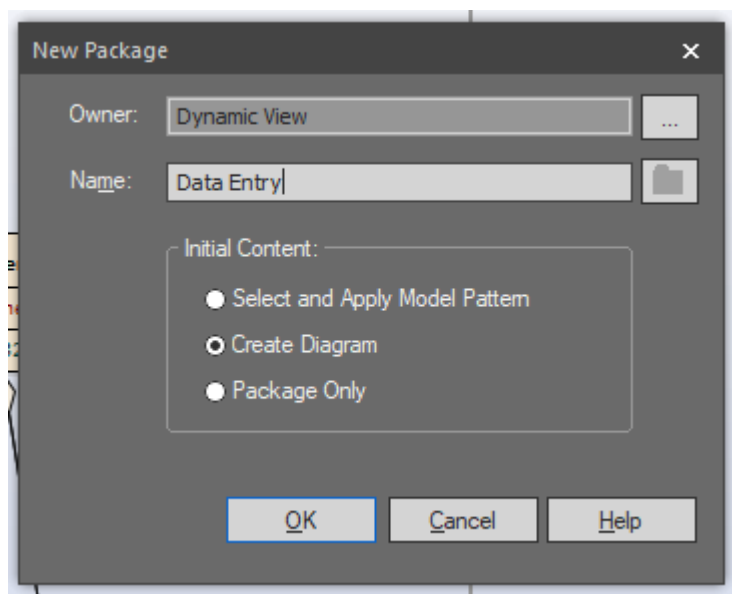 New Package
Owner: Dynamic View ...
Name: Data Entry
Initial Content:
Select and Apply Model Pattern
Create Diagram
Package Only
OK Cancel Help